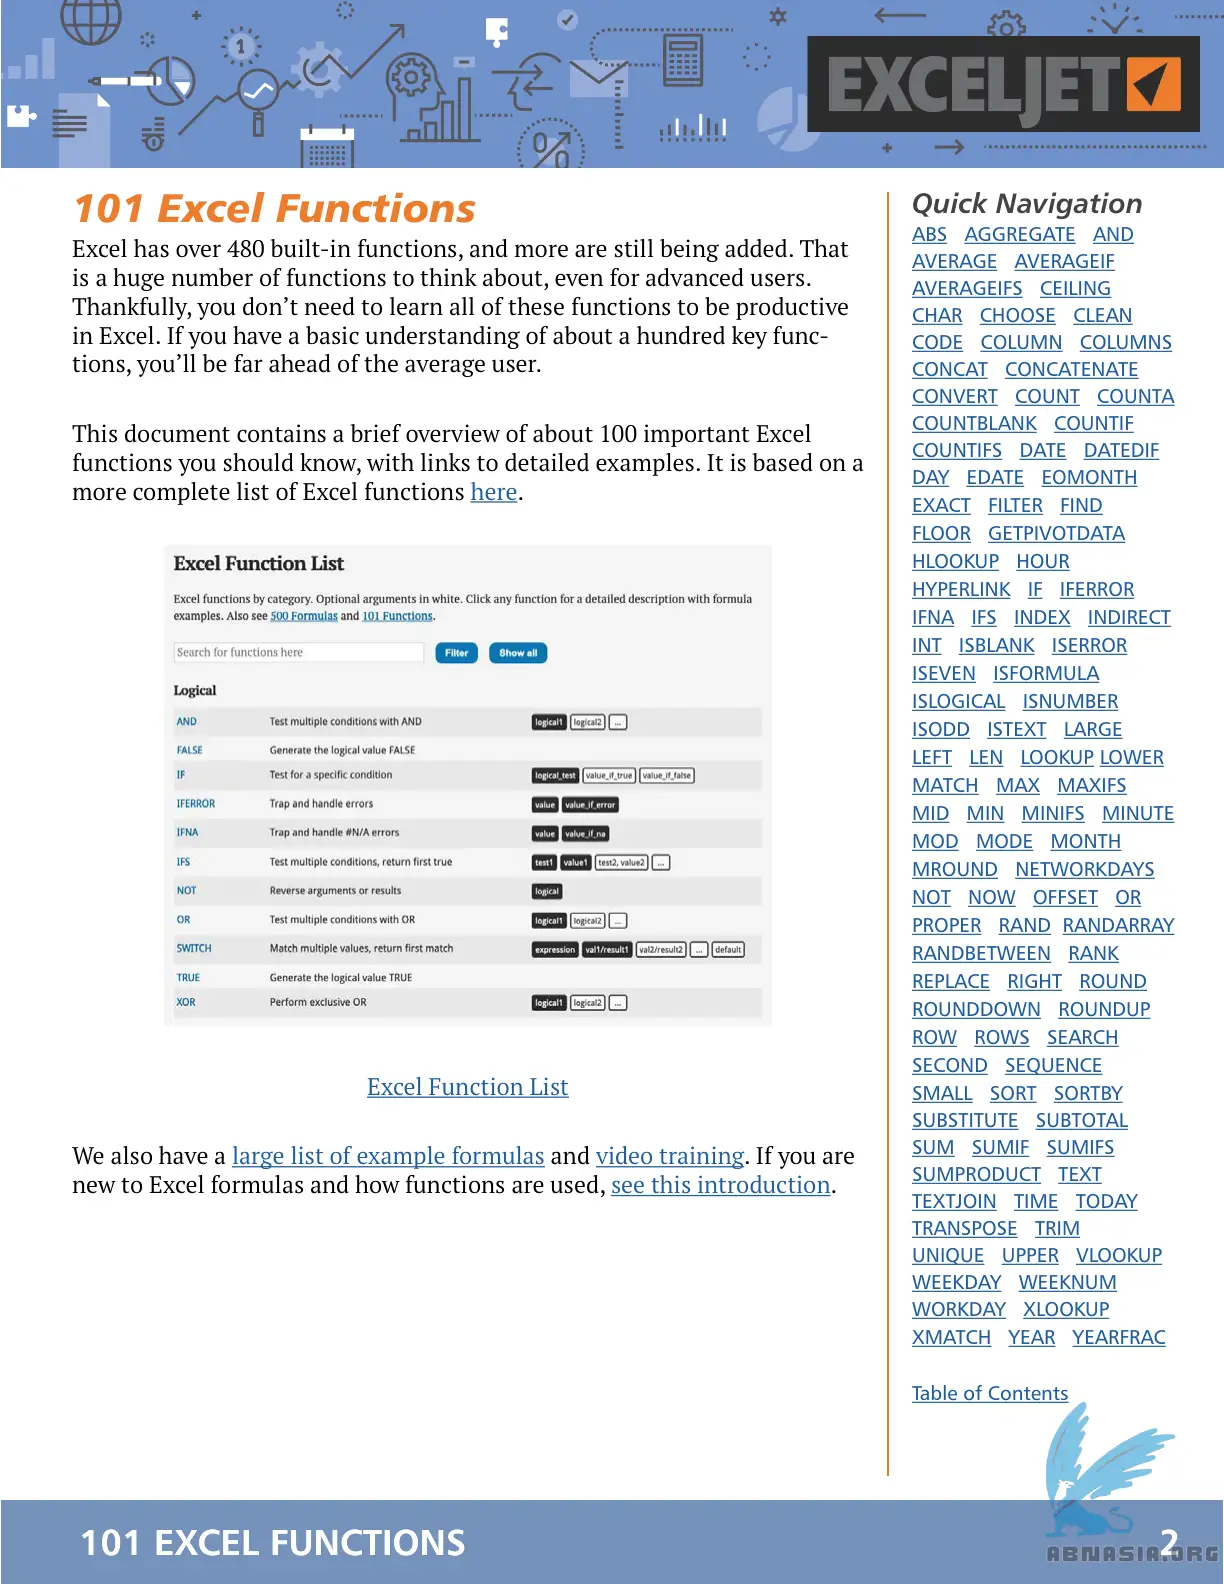 EXCELJET
101 Excel Functions
Excel has over 480 built-in functions, and more are still being added. That
is a huge number of functions to think about, even for advanced users.
Thankfully, you don’t need to learn all of these functions to be productive
in Excel. If you have a basic understanding of about a hundred key func-
tions, you’ll be far ahead of the average user.
This document contains a brief overview of about 100 important Excel
functions you should know, with links to detailed examples. It is based on a
more complete list of Excel functions here.
Excel Function List
Excel functions by category. Optional arguments in white. Click any function for a detailed description with formula
examples. Also see 500 Formulas and 101 Functions.
Search for functions here Filter Show all
Logical
AND Test multiple conditions with AND logical1 logical2 ...
FALSE Generate the logical value FALSE
IF Test for a specific condition logical_test value_if_true value_if_false
IFERROR Trap and handle errors value value_if_error
IFNA Trap and handle #N/A errors value value_if_na
IFS Test multiple conditions, return first true test1 value1 test2, value2 ...
NOT Reverse arguments or results logical
OR Test multiple conditions with OR logical1 logical2 ...
SWITCH Match multiple values, return first match expression val1/result1 val2/result2 ... default
TRUE Generate the logical value TRUE
XOR Perform exclusive OR logical1 logical2 ...
Excel Function List
We also have a large list of example formulas and video training. If you are
new to Excel formulas and how functions are used, see this introduction.
Quick Navigation
ABS AGGREGATE AND
AVERAGE AVERAGEIF
AVERAGEIFS CEILING
CHAR CHOOSE CLEAN
CODE COLUMN COLUMNS
CONCAT CONCATENATE
CONVERT COUNT COUNTA
COUNTBLANK COUNTIF
COUNTIFS DATE DATEDIF
DAY EDATE EOMONTH
EXACT FILTER FIND
FLOOR GETPIVOTDATA
HLOOKUP HOUR
HYPERLINK IF IFERROR
IFNA IFS INDEX INDIRECT
INT ISBLANK ISERROR
ISEVEN ISFORMULA
ISLOGICAL ISNUMBER
ISODD ISTEXT LARGE
LEFT LEN LOOKUP LOWER
MATCH MAX MAXIFS
MID MIN MINIFS MINUTE
MOD MODE MONTH
MROUND NETWORKDAYS
NOT NOW OFFSET OR
PROPER RAND RANDARRAY
RANDBETWEEN RANK
REPLACE RIGHT ROUND
ROUNDDOWN ROUNDUP
ROW ROWS SEARCH
SECOND SEQUENCE
SMALL SORT SORTBY
SUBSTITUTE SUBTOTAL
SUM SUMIF SUMIFS
SUMPRODUCT TEXT
TEXTJOIN TIME TODAY
TRANSPOSE TRIM
UNIQUE UPPER VLOOKUP
WEEKDAY WEEKNUM
WORKDAY XLOOKUP
XMATCH YEAR YEARFRAC
Table of Contents
101 EXCEL FUNCTIONS 2
ABNASIA.ORG